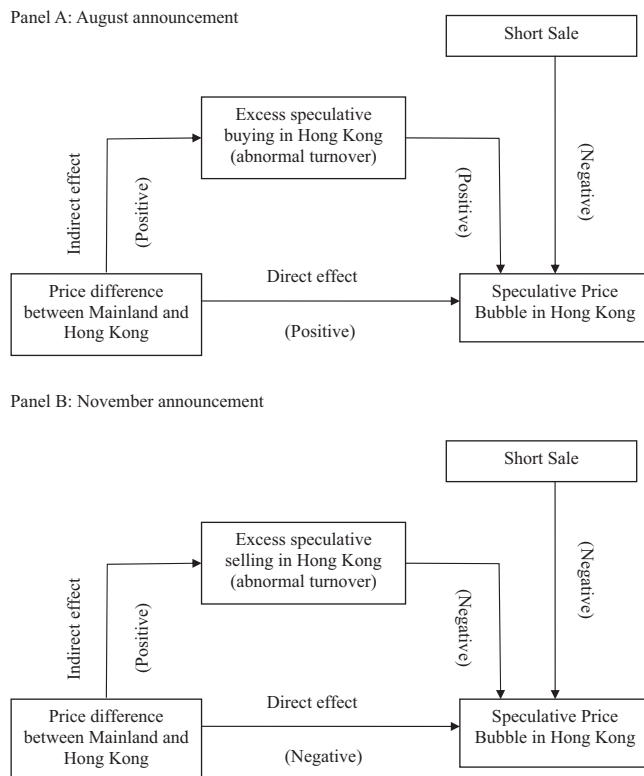 Panel A: August announcement
Short Sale
Excess speculative
buying in Hong Kong
(abnormal turnover)
Indirect effect
(Positive)
(Positive)
(Negative)
Direct effect
(Positive)
Price difference
between Mainland and
Hong Kong
Speculative Price
Bubble in Hong Kong
Panel B: November announcement
Short Sale
Excess speculative
selling in Hong Kong
(abnormal turnover)
Indirect effect
(Positive)
(Negative)
(Negative)
Direct effect
(Negative)
Price difference
between Mainland and
Hong Kong
Speculative Price
Bubble in Hong Kong